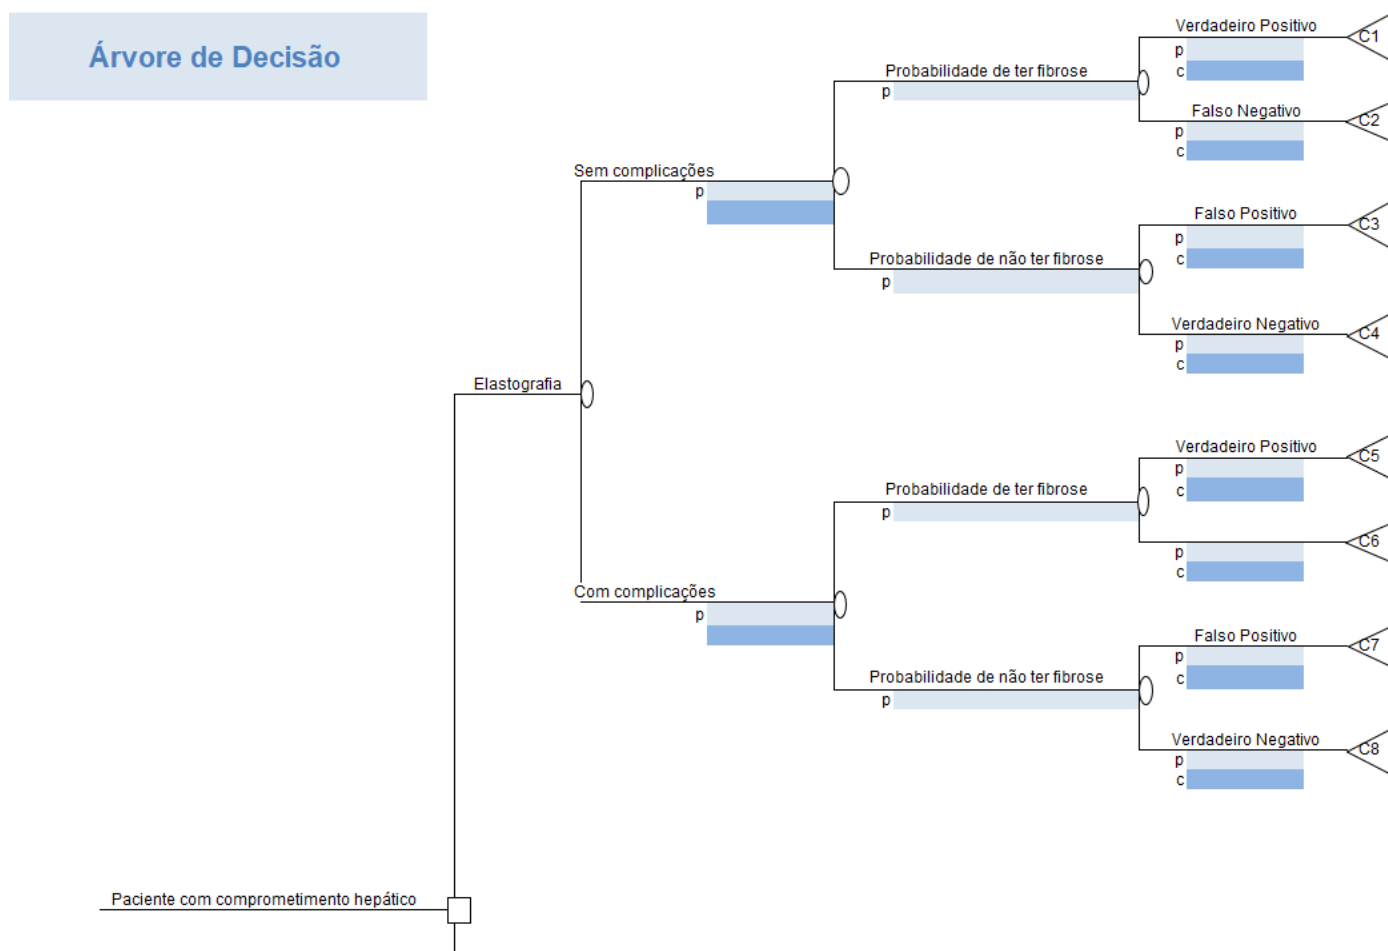 Árvore de Decisão
Verdadeiro Positivo
p
c
C1
Probabilidade de ter fibrose
p
Falso Negativo
p
c
C2
Sem complicações
p
Falso Positivo
p
c
C3
Probabilidade de não ter fibrose
p
Verdadeiro Negativo
p
c
C4
Elastografia
Verdadeiro Positivo
p
c
C5
Probabilidade de ter fibrose
p
p
c
C6
Com complicações
p
Falso Positivo
p
c
C7
Probabilidade de não ter fibrose
p
Verdadeiro Negativo
p
c
C8
Paciente com comprometimento hepático